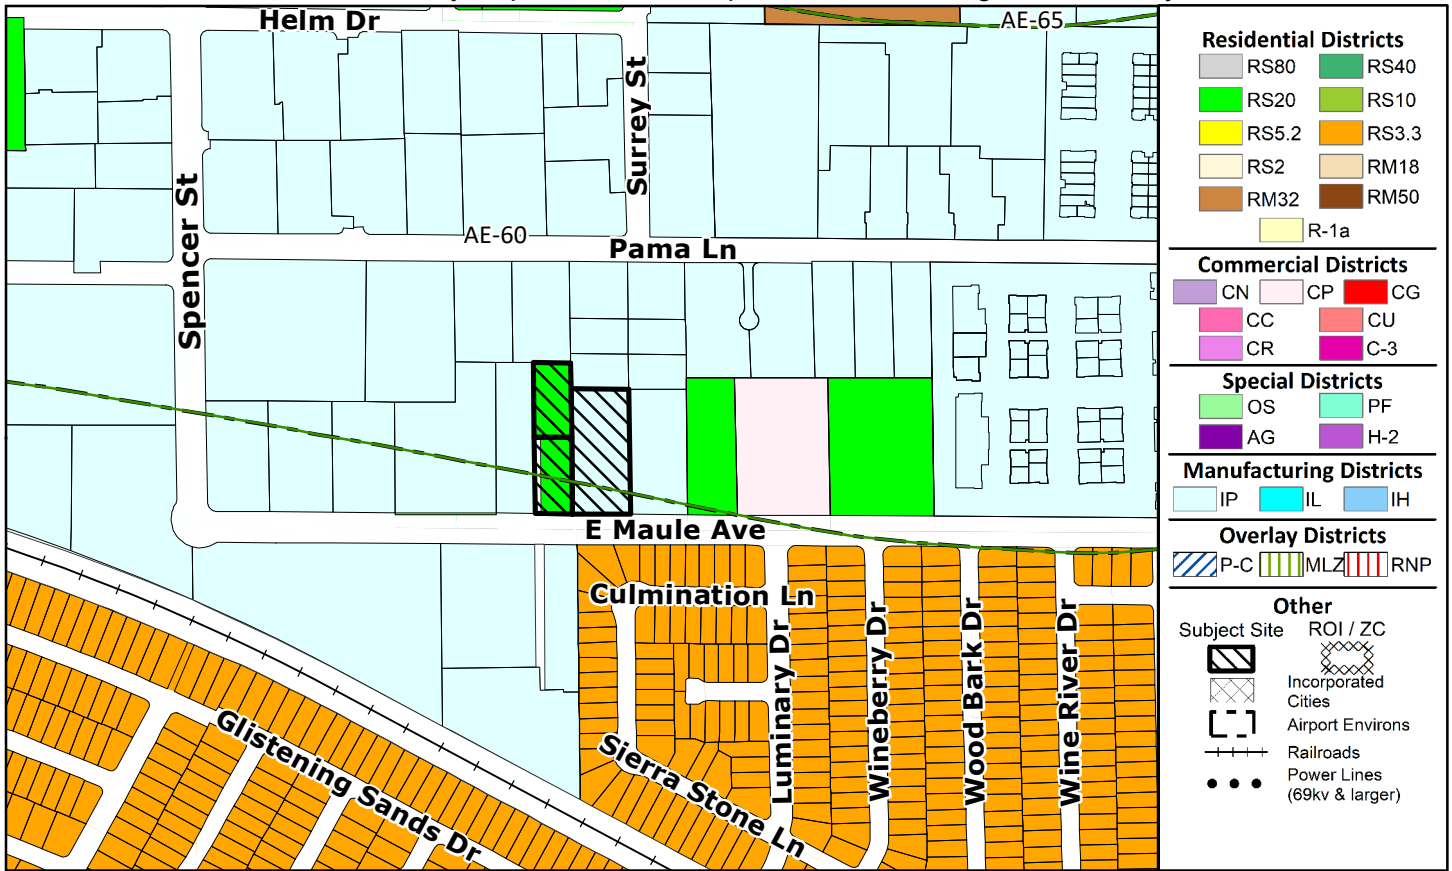 Helm Dr
AE-65
Surrey St
Spencer St
AE-60
Pama Ln
E Maule Ave
Culmination Ln
Luminary Dr
Wineberry Dr
Wood Bark Dr
Wine River Dr
Glistening Sands Dr
Sierra Stone Ln
Residential Districts
RS80 RS40
RS20 RS10
RS5.2 RS3.3
RS2 RM18
RM32 RM50
R-1a
Commercial Districts
CN CP CG
CC CU
CR C-3
Special Districts
OS PF
AG H-2
Manufacturing Districts
IP IL IH
Overlay Districts
P-C MLZ RNP
Other
Subject Site ROI / ZC
Incorporated
Cities
Airport Environs
Railroads
Power Lines
(69kv & larger)